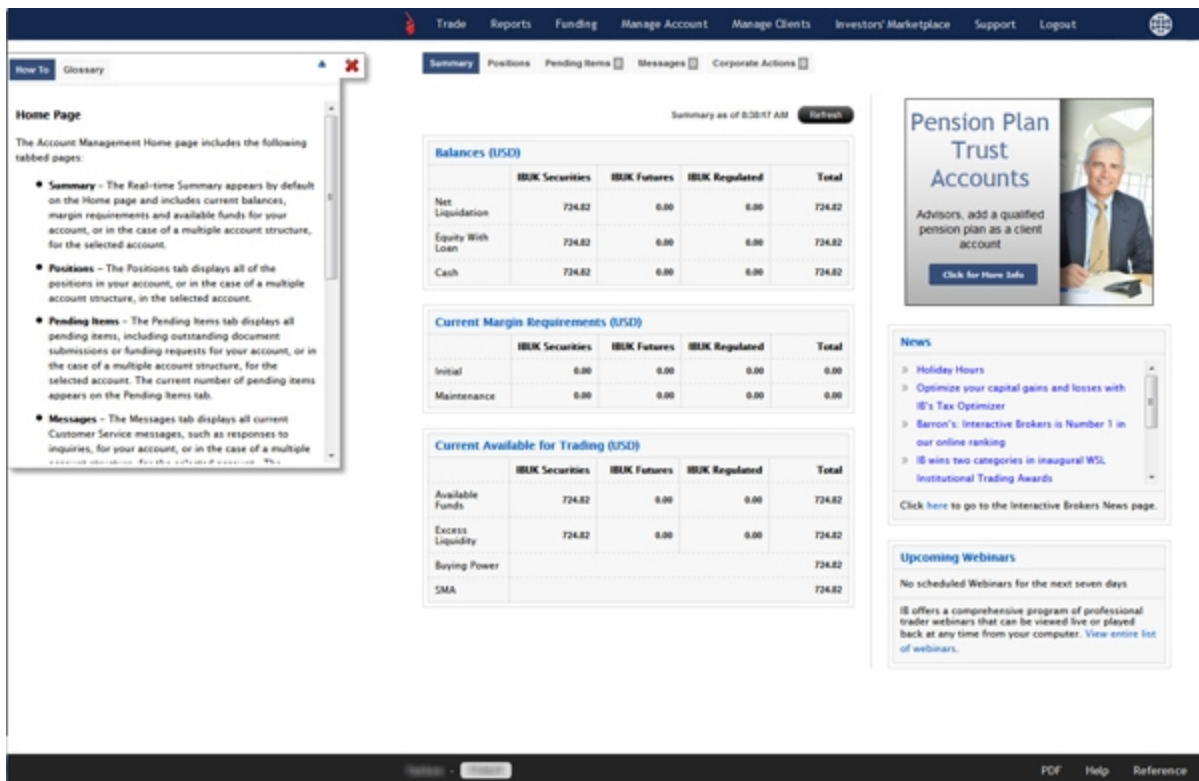 Trade Reports Funding Manage Account Manage Clients Investors' Marketplace Support Logout
How To Glossary
Home Page
The Account Management Home page includes the following
tabbed pages:
• Summary – The Real-time Summary appears by default
on the Home page and includes current balances,
margin requirements and available funds for your
account, or in the case of a multiple account structure,
for the selected account.
• Positions – The Positions tab displays all of the
positions in your account, or in the case of a multiple
account structure, in the selected account.
• Pending Items – The Pending Items tab displays all
pending items, including outstanding document
submissions or funding requests for your account, or in
the case of a multiple account structure, for the
selected account. The current number of pending items
appears on the Pending Items tab.
• Messages – The Messages tab displays all current
Customer Service messages, such as responses to
inquiries, for your account, or in the case of a multiple
account structure, for the selected account. The
Summary Positions Pending Items Messages Corporate Actions
Summary as of 8:38:17 AM Refresh
Balances (USD)
IBUK Securities IBUK Futures IBUK Regulated Total
Net
Liquidation 724.82 0.00 0.00 724.82
Equity With
Loan 724.82 0.00 0.00 724.82
Cash 724.82 0.00 0.00 724.82
Current Margin Requirements (USD)
IBUK Securities IBUK Futures IBUK Regulated Total
Initial 0.00 0.00 0.00 0.00
Maintenance 0.00 0.00 0.00 0.00
Current Available for Trading (USD)
IBUK Securities IBUK Futures IBUK Regulated Total
Available
Funds 724.82 0.00 0.00 724.82
Excess
Liquidity 724.82 0.00 0.00 724.82
Buying Power 724.82
SMA 724.82
Pension Plan
Trust
Accounts
Advisors, add a qualified
pension plan as a client
account
Click for More Info
News
» Holiday Hours
» Optimize your capital gains and losses with
IB's Tax Optimizer
» Barron's: Interactive Brokers is Number 1 in
our online ranking
» IB wins two categories in inaugural WSL
Institutional Trading Awards
Click here to go to the Interactive Brokers News page.
Upcoming Webinars
No scheduled Webinars for the next seven days
IB offers a comprehensive program of professional
trader webinars that can be viewed live or played
back at any time from your computer. View entire list
of webinars.
PDF Help Reference